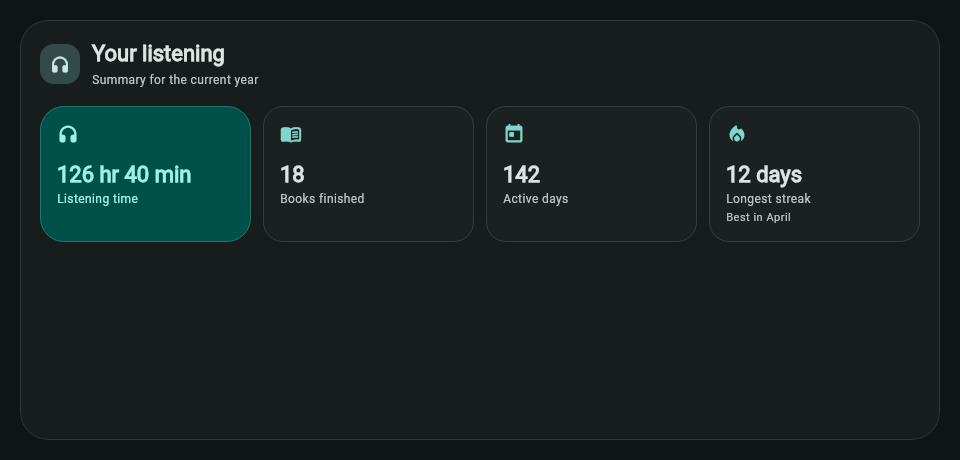 Your listening
Summary for the current year
126 hr 40 min
Listening time
18
Books finished
142
Active days
12 days
Longest streak
Best in April